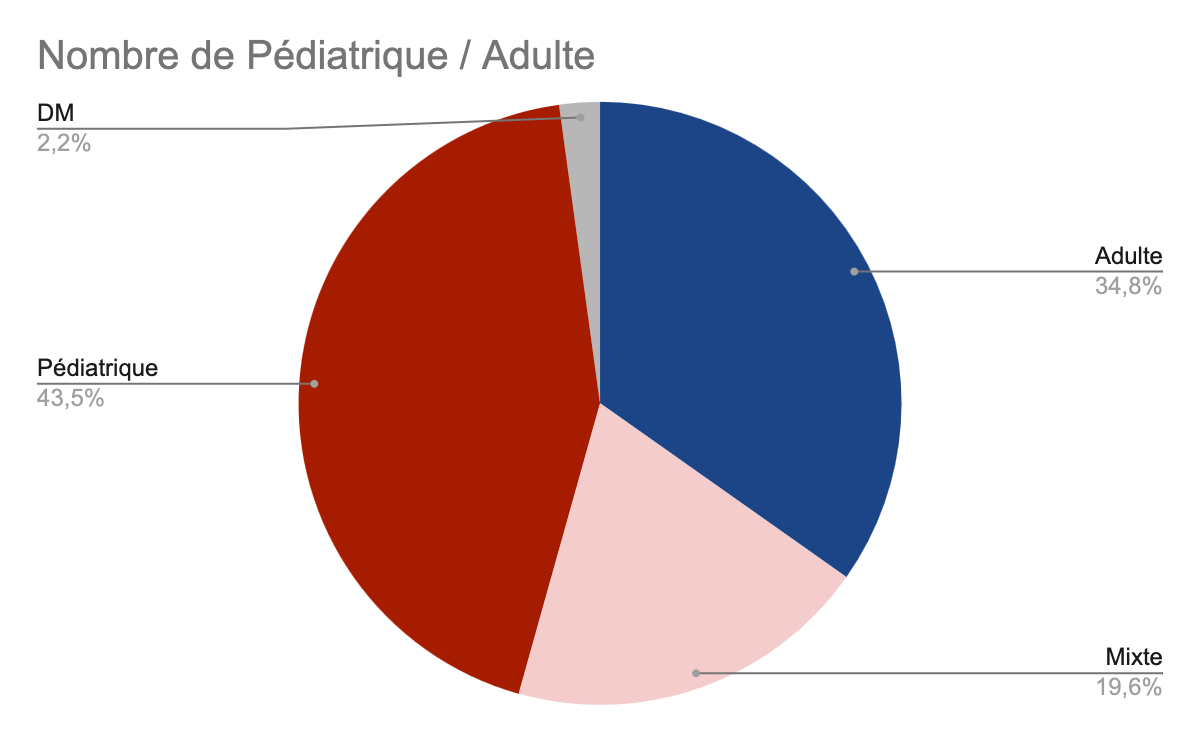 Nombre de Pédiatrique / Adulte
DM
2,2%
Adulte
34,8%
Pédiatrique
43,5%
Mixte
19,6%